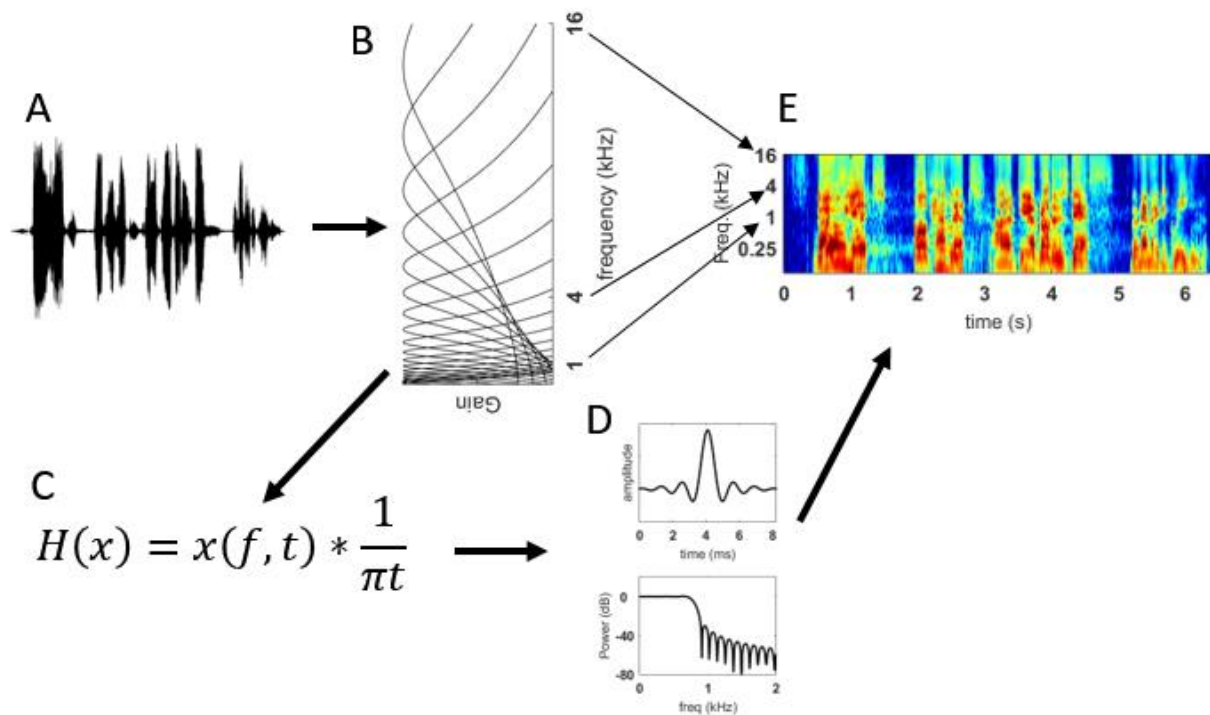 A
B
Gain
frequency (kHz)
1
4
16
E
Freq. (kHz)
16
4
1
0.25
0 1 2 3 4 5 6
time (s)
C
H(x) = x(f, t) * 1/πt
D
amplitude
0 2 4 6 8
time (ms)
Power (dB)
0
-40
-80
0 1 2
freq (kHz)